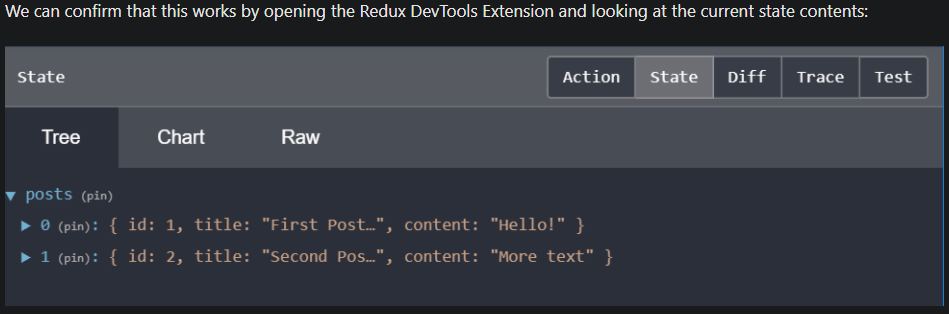 We can confirm that this works by opening the Redux DevTools Extension and looking at the current state contents:
State Action State Diff Trace Test
Tree Chart Raw
▼ posts (pin)
▶ 0 (pin): { id: 1, title: "First Post…", content: "Hello!" }
▶ 1 (pin): { id: 2, title: "Second Pos…", content: "More text" }